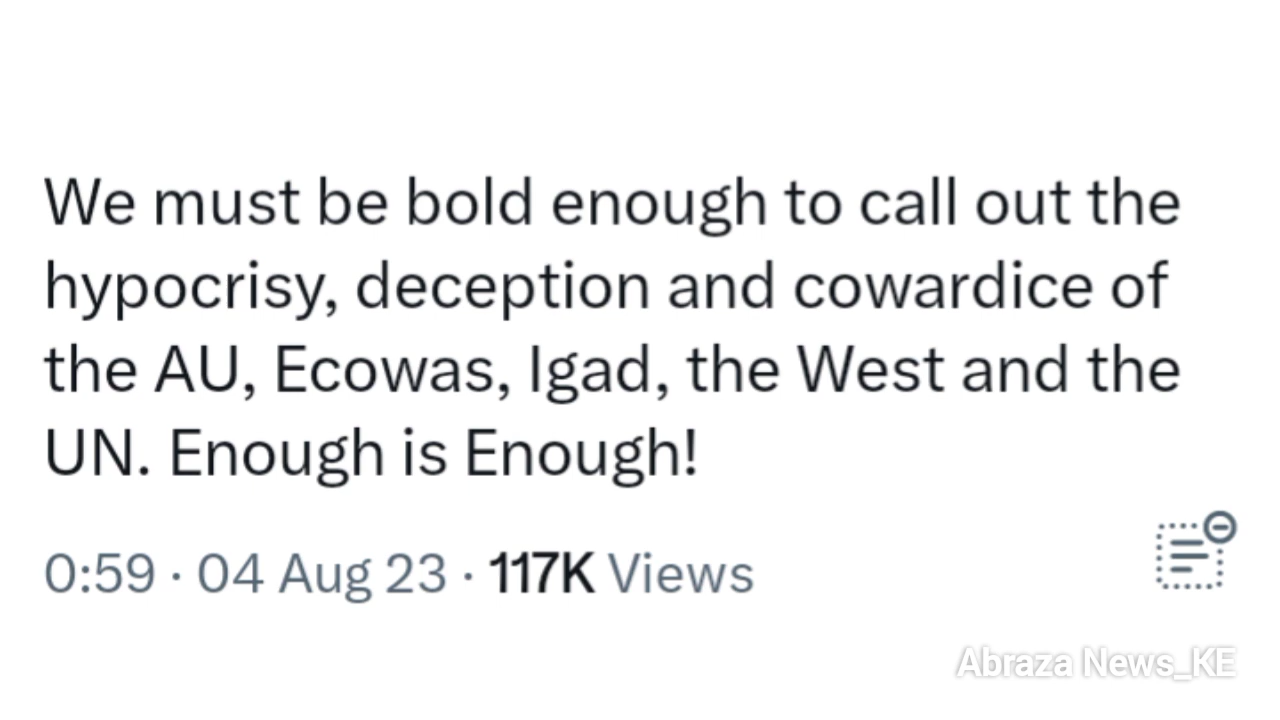 We must be bold enough to call out the
hypocrisy, deception and cowardice of
the AU, Ecowas, Igad, the West and the
UN. Enough is Enough!
0:59 · 04 Aug 23 · 117K Views
Abraza News_KE